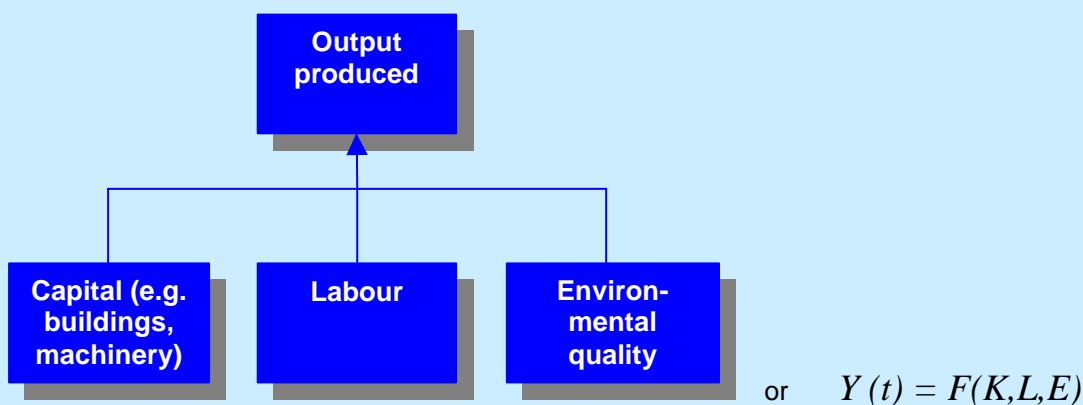 Output
produced
Capital (e.g.
buildings,
machinery)
Labour
Environ-
mental
quality
or Y (t) = F(K,L,E)